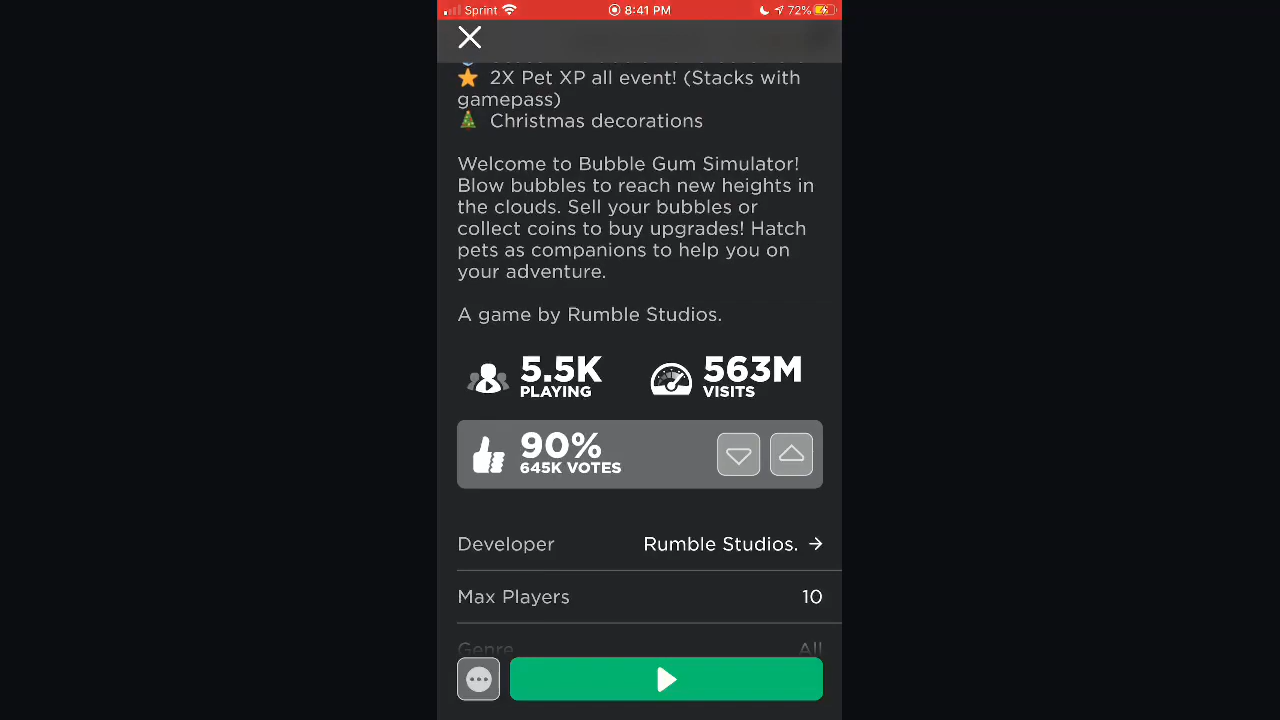 Sprint 8:41 PM 72%
2X Pet XP all event! (Stacks with
gamepass)
Christmas decorations
Welcome to Bubble Gum Simulator!
Blow bubbles to reach new heights in
the clouds. Sell your bubbles or
collect coins to buy upgrades! Hatch
pets as companions to help you on
your adventure.
A game by Rumble Studios.
5.5K 563M
PLAYING VISITS
90%
645K VOTES
Developer Rumble Studios.
Max Players 10
Genre All